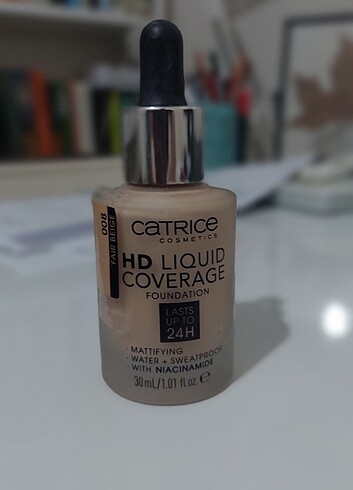 008
FAIR BEIGE
CATRICE
COSMETICS
HD LIQUID
COVERAGE
FOUNDATION
LASTS
UP TO
24H
· MATTIFYING
· WATER + SWEATPROOF
· WITH NIACINAMIDE
30 mL/1.01 fl.oz. ℮